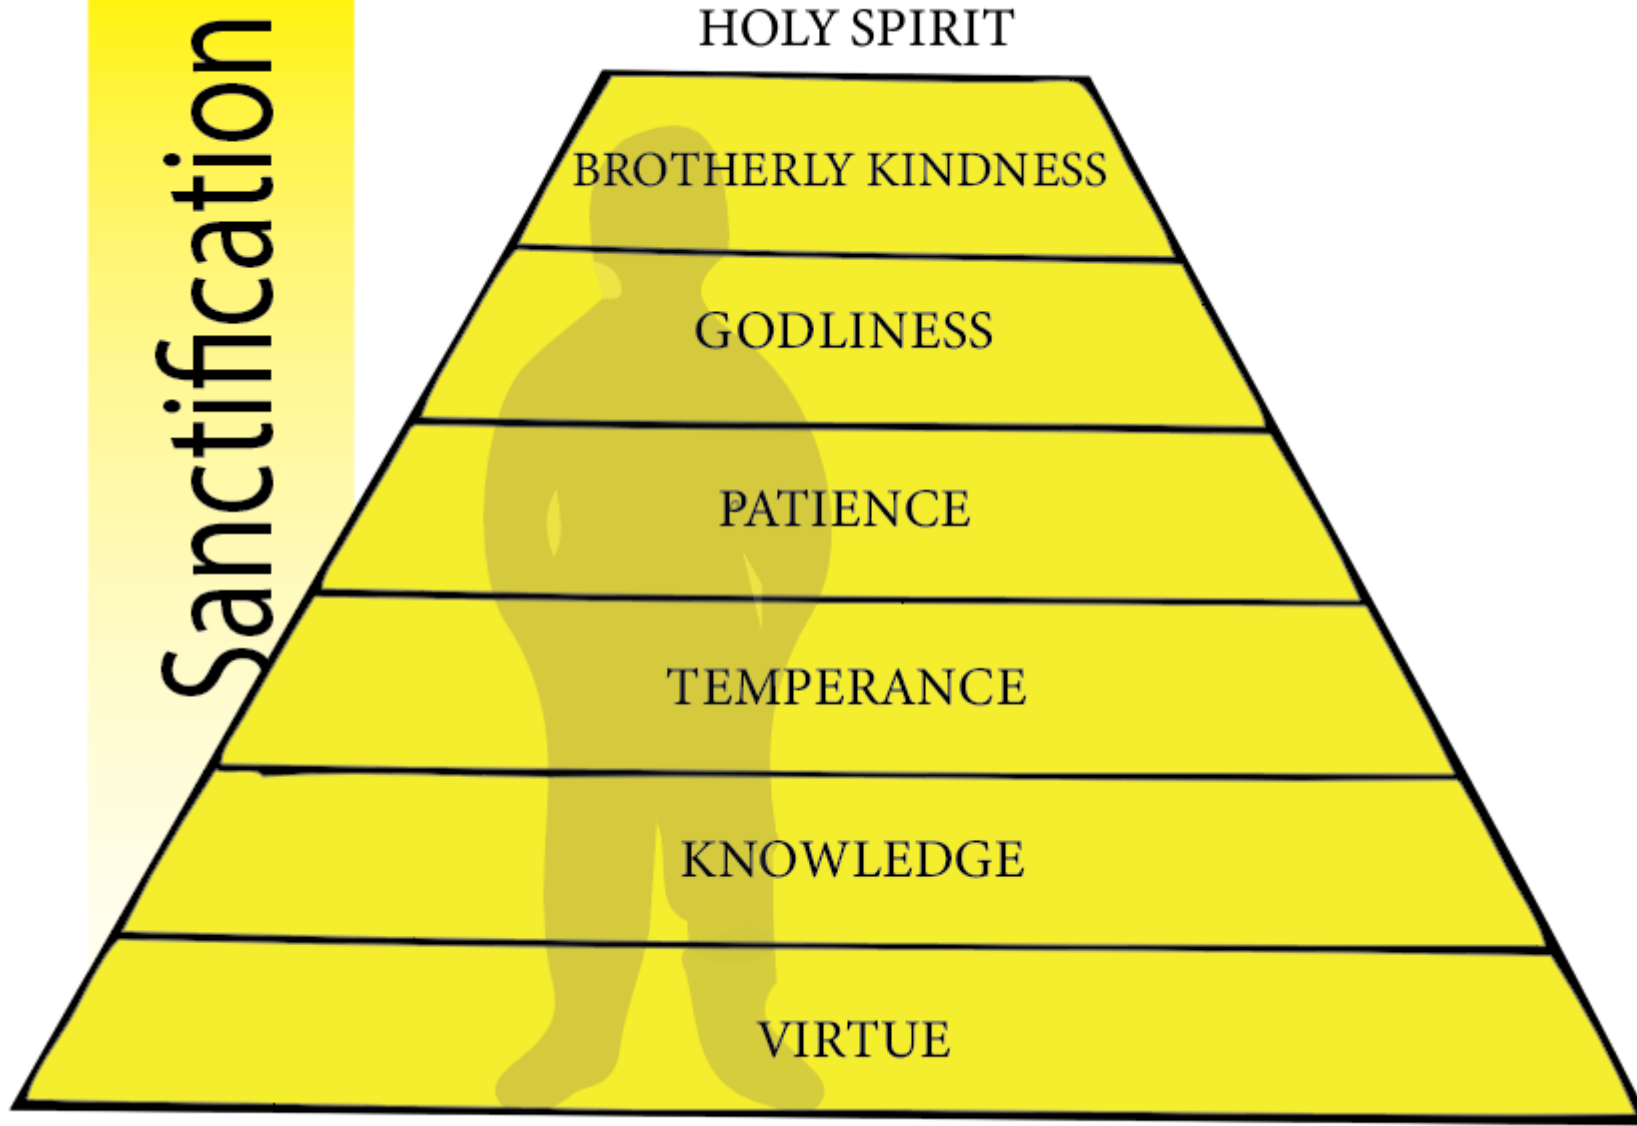 Sanctification
HOLY SPIRIT
BROTHERLY KINDNESS
GODLINESS
PATIENCE
TEMPERANCE
KNOWLEDGE
VIRTUE